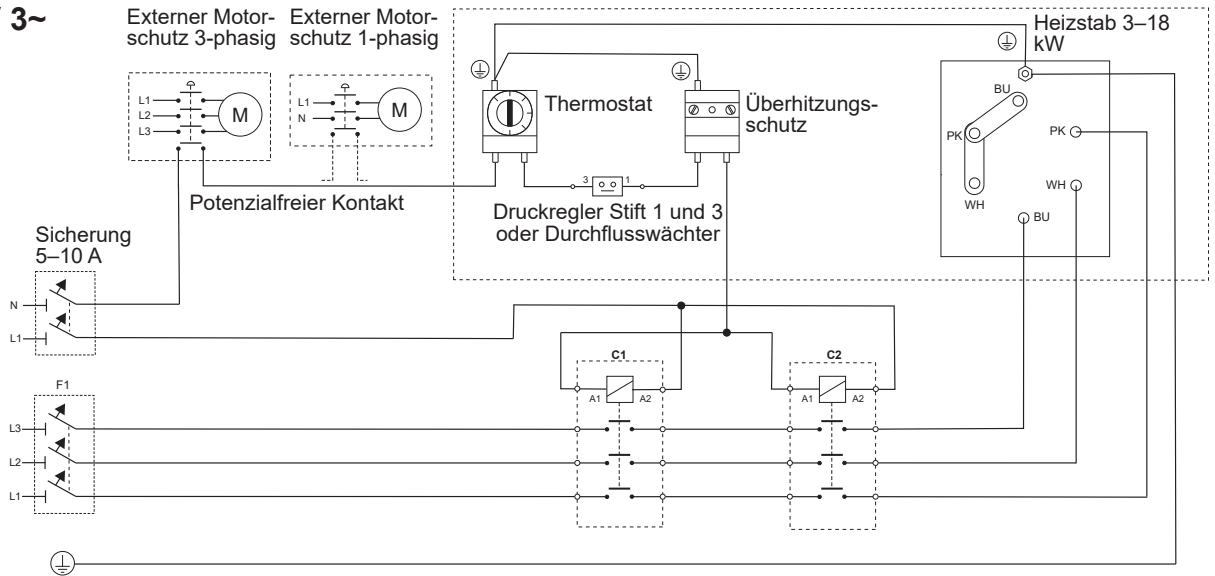 3~
Externer Motor-
schutz 3-phasig
Externer Motor-
schutz 1-phasig
Heizstab 3–18
kW
L1
L2
L3
M
L1
N
M
Thermostat
Überhitzungs-
schutz
BU
PK
WH
PK
WH
BU
3
1
Potenzialfreier Kontakt
Druckregler Stift 1 und 3
oder Durchflusswächter
Sicherung
5–10 A
N
L1
C1
C2
A1
A2
A1
A2
F1
L3
L2
L1